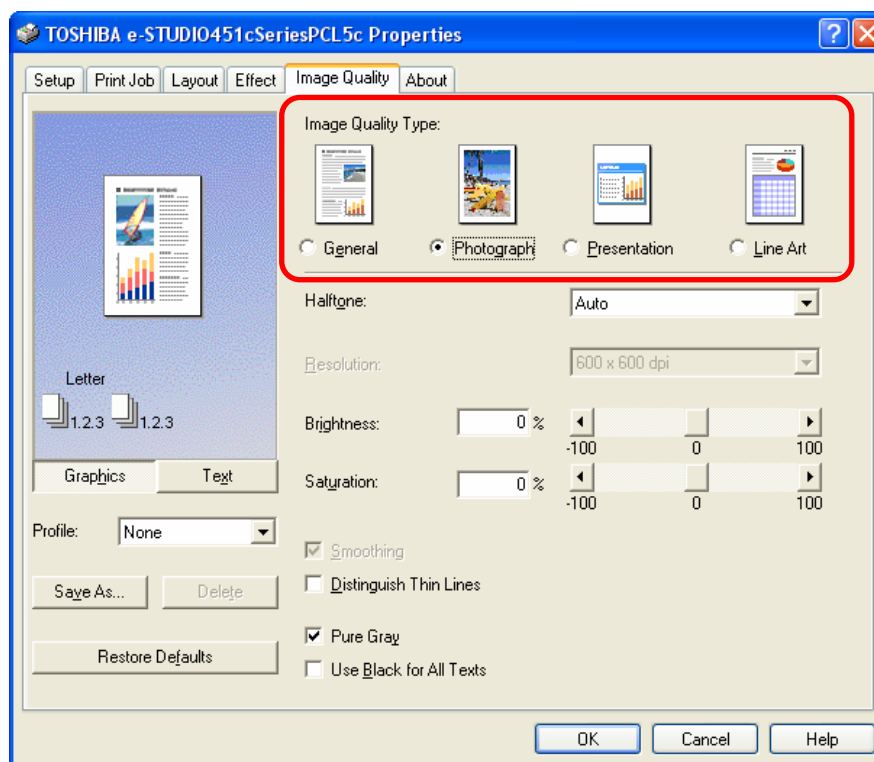 TOSHIBA e-STUDIO451cSeriesPCL5c Properties
Setup Print Job Layout Effect Image Quality About
Image Quality Type:
General Photograph Presentation Line Art
Halftone: Auto
Resolution: 600 x 600 dpi
Letter
1.2.3 1.2.3
Brightness: 0 %
-100 0 100
Graphics Text
Saturation: 0 %
-100 0 100
Profile: None
Smoothing
Save As... Delete
Distinguish Thin Lines
Pure Gray
Restore Defaults
Use Black for All Texts
OK Cancel Help